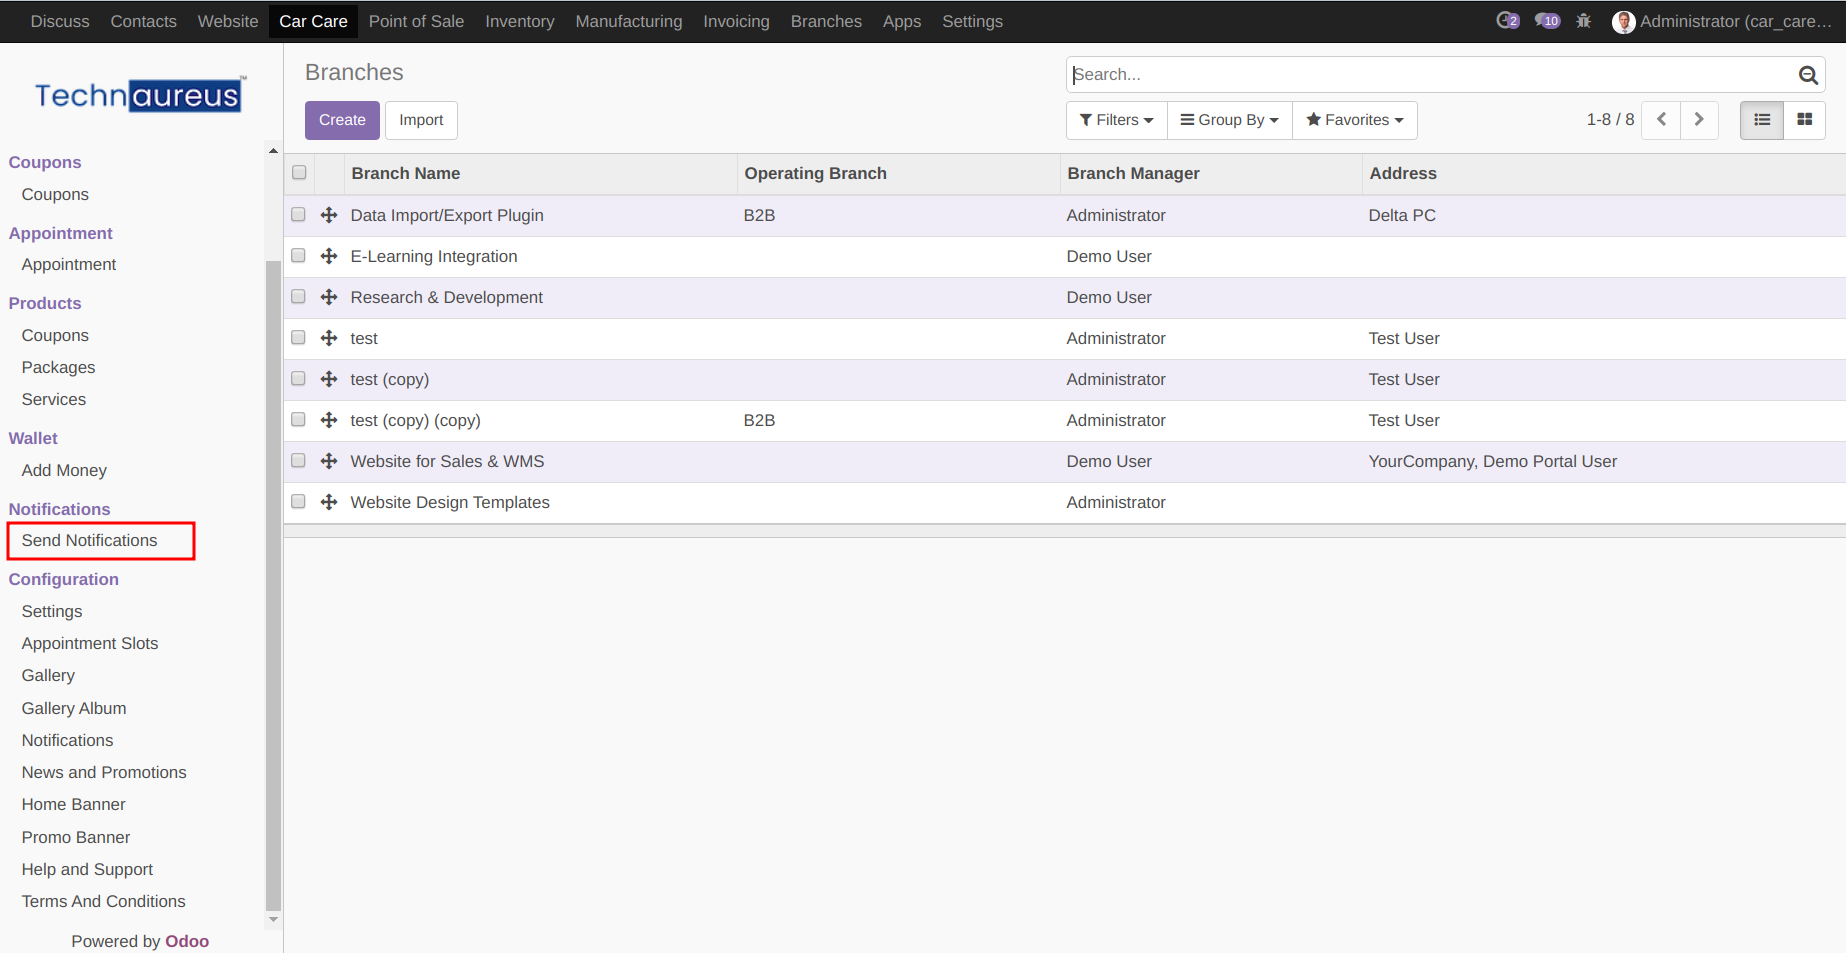 Discuss Contacts Website Car Care Point of Sale Inventory Manufacturing Invoicing Branches Apps Settings 2 10 Administrator (car_care...
Technaureus™
Coupons
Coupons
Appointment
Appointment
Products
Coupons
Packages
Services
Wallet
Add Money
Notifications
Send Notifications
Configuration
Settings
Appointment Slots
Gallery
Gallery Album
Notifications
News and Promotions
Home Banner
Promo Banner
Help and Support
Terms And Conditions
Powered by Odoo
Branches
Search...
Create Import
Filters Group By Favorites 1-8 / 8
Branch Name Operating Branch Branch Manager Address
Data Import/Export Plugin B2B Administrator Delta PC
E-Learning Integration Demo User
Research & Development Demo User
test Administrator Test User
test (copy) Administrator Test User
test (copy) (copy) B2B Administrator Test User
Website for Sales & WMS Demo User YourCompany, Demo Portal User
Website Design Templates Administrator